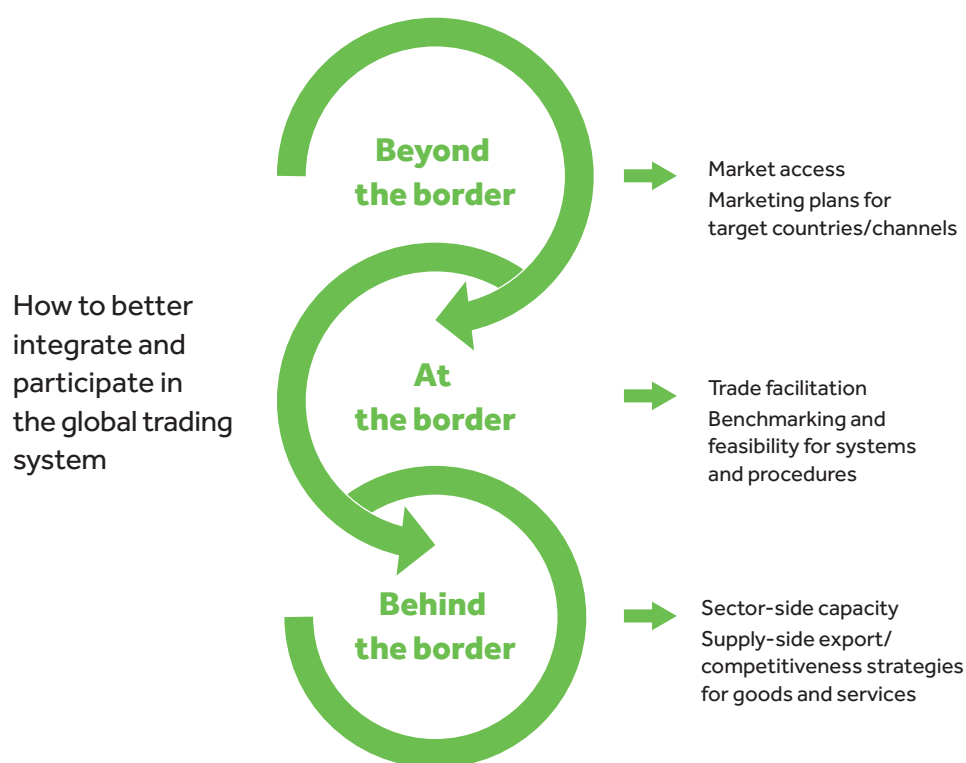 How to better
integrate and
participate in
the global trading
system
Beyond
the border
Market access
Marketing plans for
target countries/channels
At
the border
Trade facilitation
Benchmarking and
feasibility for systems
and procedures
Behind
the border
Sector-side capacity
Supply-side export/
competitiveness strategies
for goods and services